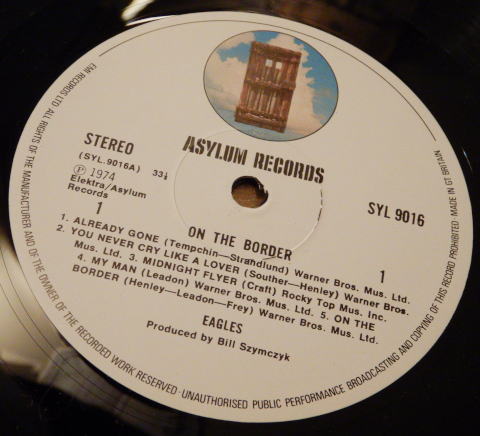 ASYLUM RECORDS
STEREO
(SYL.9016A) 33⅓
Ⓟ 1974
Elektra/Asylum
Records
SYL 9016
1
1
ON THE BORDER
1. ALREADY GONE (Tempchin—Strandlund) Warner Bros. Mus. Ltd.
2. YOU NEVER CRY LIKE A LOVER (Souther—Henley) Warner Bros.
Mus. Ltd. 3. MIDNIGHT FLYER (Craft) Rocky Top Mus. Inc.
4. MY MAN (Leadon) Warner Bros. Mus. Ltd. 5. ON THE
BORDER (Henley—Leadon—Frey) Warner Bros. Mus. Ltd.
EAGLES
Produced by Bill Szymczyk
EMI RECORDS LTD ALL RIGHTS OF THE MANUFACTURER AND OF THE OWNER OF THE RECORDED WORK RESERVED · UNAUTHORISED PUBLIC PERFORMANCE BROADCASTING AND COPYING OF THIS RECORD PROHIBITED · MADE IN GT BRITAIN